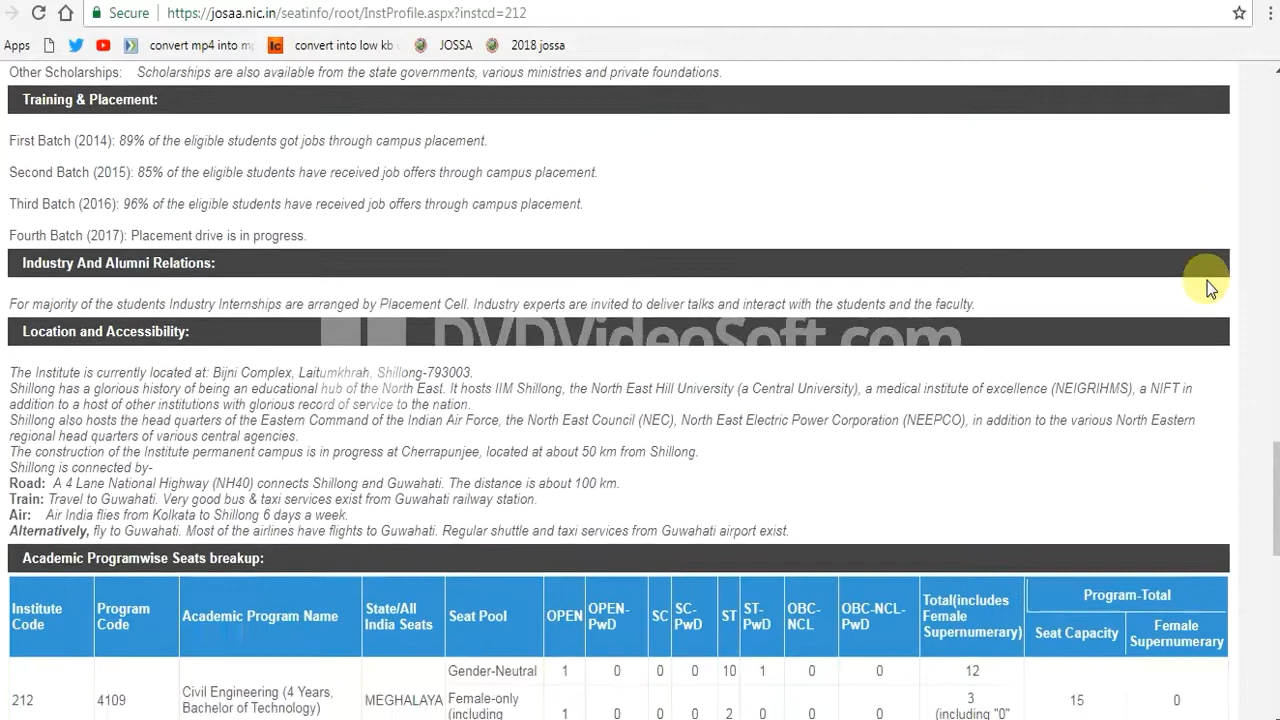 Secure https://josaa.nic.in/seatinfo/root/InstProfile.aspx?instcd=212
Apps convert mp4 into mp convert into low kb JOSSA 2018 jossa
Other Scholarships: Scholarships are also available from the state governments, various ministries and private foundations.
Training & Placement:
First Batch (2014): 89% of the eligible students got jobs through campus placement.
Second Batch (2015): 85% of the eligible students have received job offers through campus placement.
Third Batch (2016): 96% of the eligible students have received job offers through campus placement.
Fourth Batch (2017): Placement drive is in progress.
Industry And Alumni Relations:
For majority of the students Industry Internships are arranged by Placement Cell. Industry experts are invited to deliver talks and interact with the students and the faculty.
Location and Accessibility:
DVDVideoSoft.com
The Institute is currently located at: Bijni Complex, Laitumkhrah, Shillong-793003.
Shillong has a glorious history of being an educational hub of the North East. It hosts IIM Shillong, the North East Hill University (a Central University), a medical institute of excellence (NEIGRIHMS), a NIFT in
addition to a host of other institutions with glorious record of service to the nation.
Shillong also hosts the head quarters of the Eastern Command of the Indian Air Force, the North East Council (NEC), North East Electric Power Corporation (NEEPCO), in addition to the various North Eastern
regional head quarters of various central agencies.
The construction of the Institute permanent campus is in progress at Cherrapunjee, located at about 50 km from Shillong.
Shillong is connected by-
Road: A 4 Lane National Highway (NH40) connects Shillong and Guwahati. The distance is about 100 km.
Train: Travel to Guwahati. Very good bus & taxi services exist from Guwahati railway station.
Air: Air India flies from Kolkata to Shillong 6 days a week.
Alternatively, fly to Guwahati. Most of the airlines have flights to Guwahati. Regular shuttle and taxi services from Guwahati airport exist.
Academic Programwise Seats breakup:
Institute Code Program Code Academic Program Name State/All India Seats Seat Pool OPEN OPEN-PwD SC SC-PwD ST ST-PwD OBC-NCL OBC-NCL-PwD Total(includes Female Supernumerary) Program-Total
Seat Capacity Female Supernumerary
Gender-Neutral 1 0 0 0 10 1 0 0 12
212 4109 Civil Engineering (4 Years, Bachelor of Technology) MEGHALAYA Female-only (including 1 0 0 0 2 0 0 0 3 (including "0" 15 0